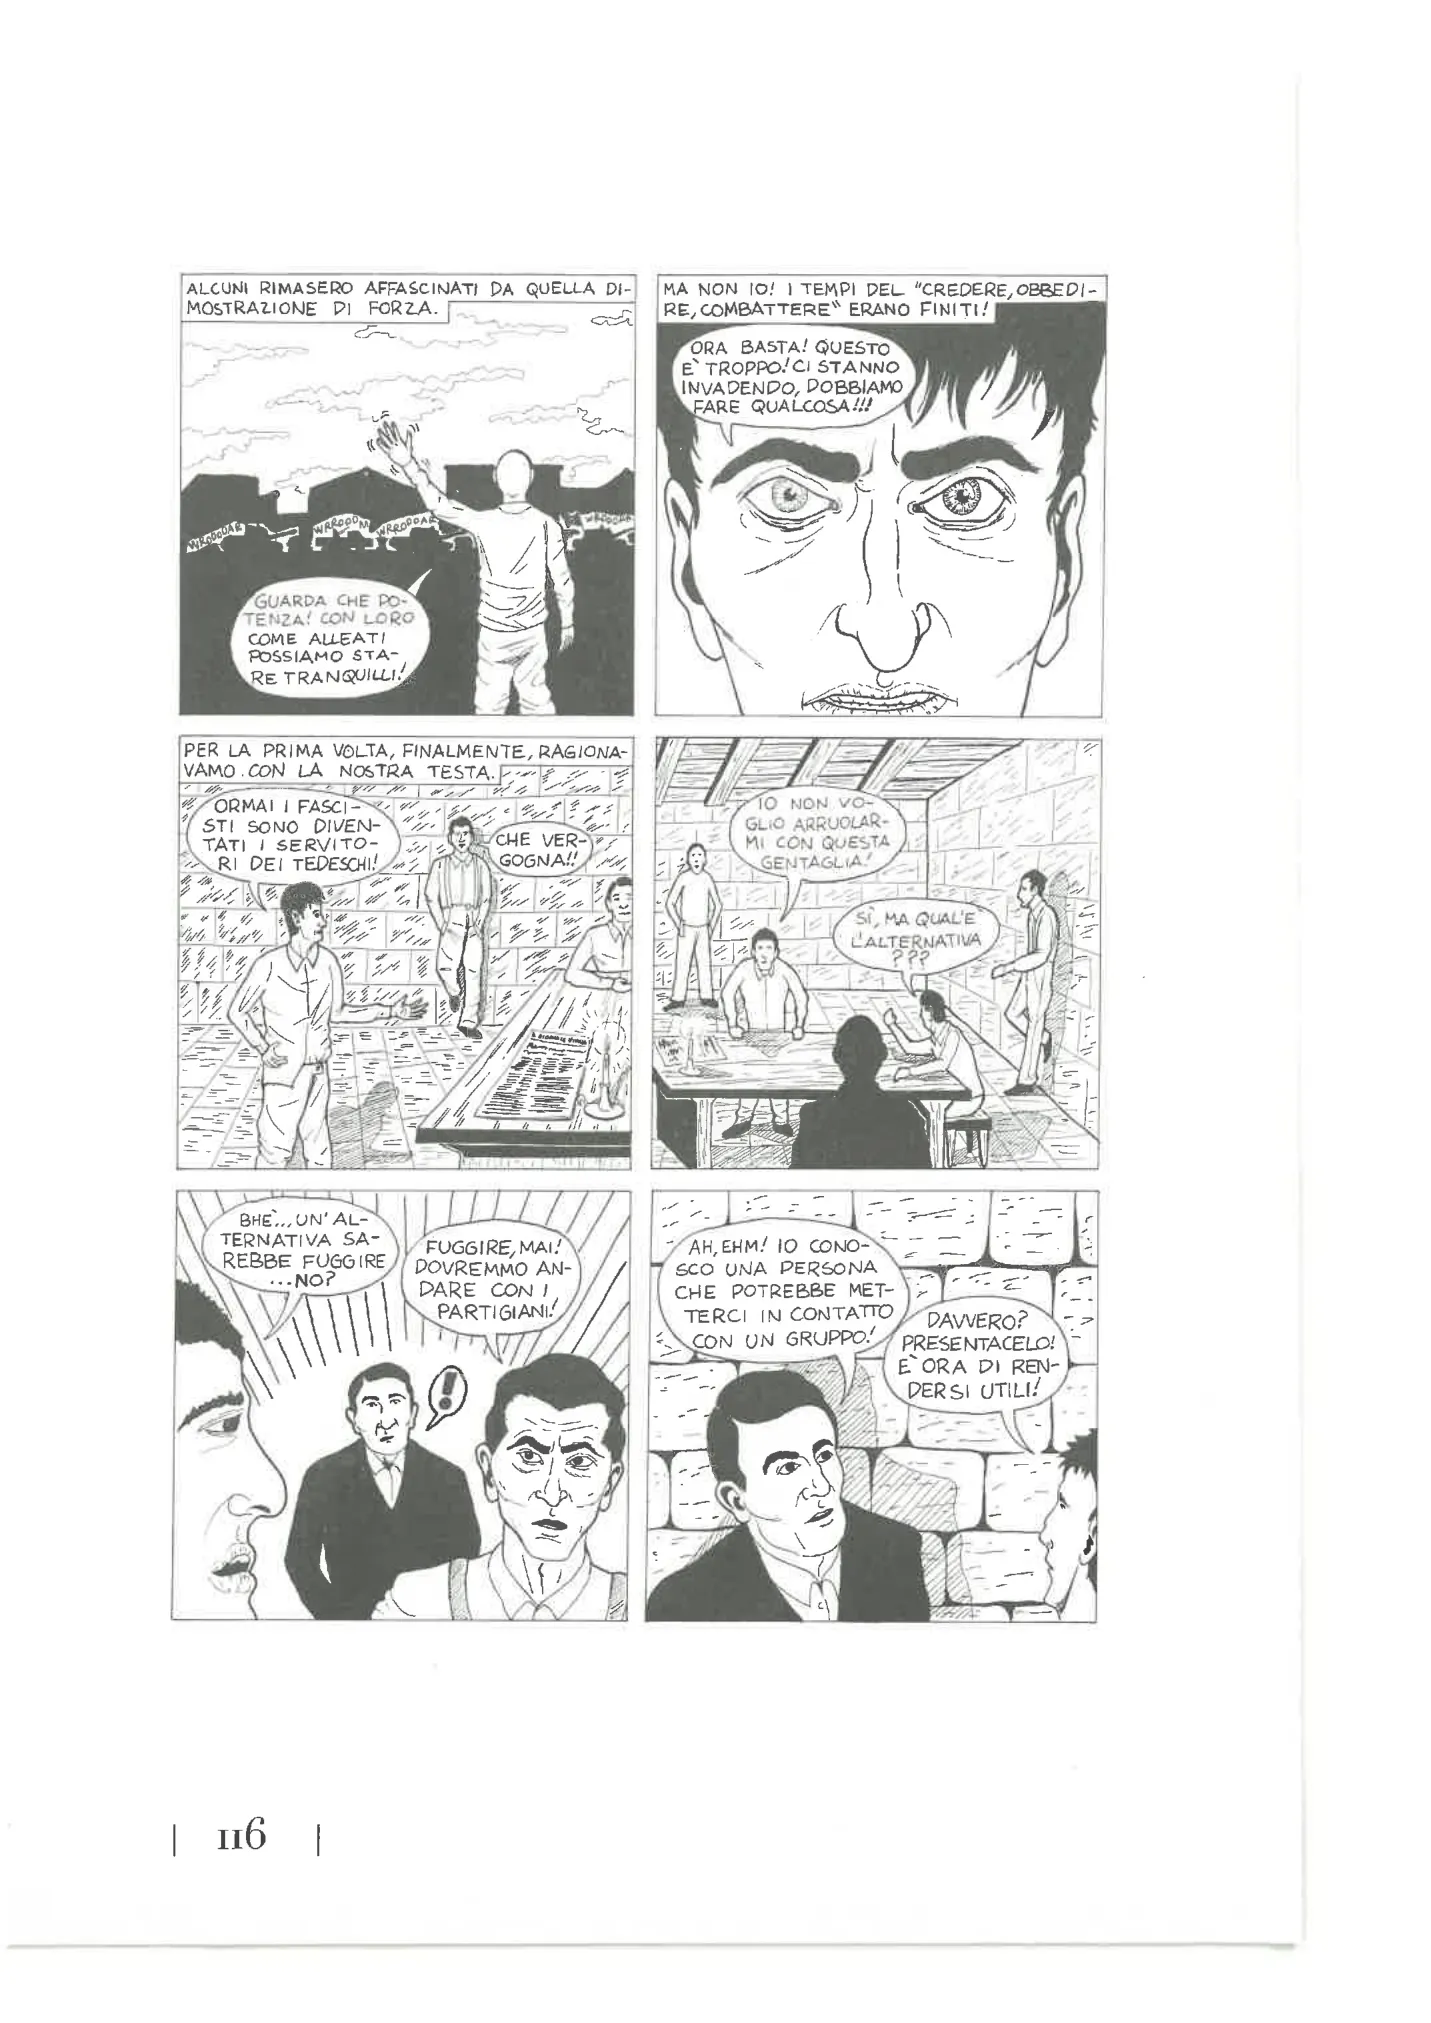 ALCUNI RIMASERO AFFASCINATI DA QUELLA DI-
MOSTRAZIONE DI FORZA.
WRROOOAR
WRROOOM
WRROOOAR
WRROOOAR
GUARDA CHE PO-
TENZA! CON LORO
COME ALLEATI
POSSIAMO STA-
RE TRANQUILLI!
MA NON IO! I TEMPI DEL "CREDERE, OBBEDI-
RE, COMBATTERE" ERANO FINITI!
ORA BASTA! QUESTO
E` TROPPO! CI STANNO
INVADENDO, DOBBIAMO
FARE QUALCOSA!!!
PER LA PRIMA VOLTA, FINALMENTE, RAGIONA-
VAMO CON LA NOSTRA TESTA.
ORMAI I FASCI-
STI SONO DIVEN-
TATI I SERVITO-
RI DEI TEDESCHI!
CHE VER-
GOGNA!!
IO NON VO-
GLIO ARRUOLAR-
MI CON QUESTA
GENTAGLIA!
SÌ, MA QUAL'E`
L'ALTERNATIVA
???
BHE`... UN' AL-
TERNATIVA SA-
REBBE FUGGIRE
...NO?
FUGGIRE, MAI!
DOVREMMO AN-
DARE CON I
PARTIGIANI!
!
AH, EHM! IO CONO-
SCO UNA PERSONA
CHE POTREBBE MET-
TERCI IN CONTATTO
CON UN GRUPPO!
DAVVERO?
PRESENTACELO!
E` ORA DI REN-
DERSI UTILI!
| 116 |